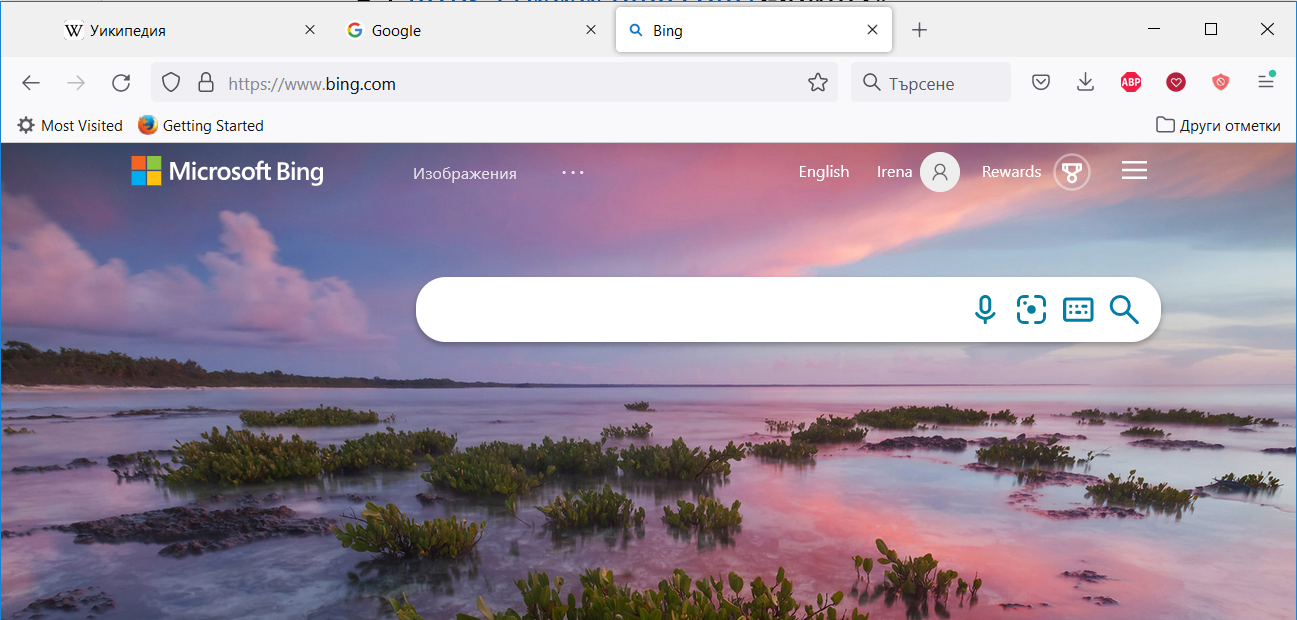 Уикипедия
Google
Bing
https://www.bing.com
Търсене
ABP
Most Visited
Getting Started
Други отметки
Microsoft Bing
Изображения
English
Irena
Rewards